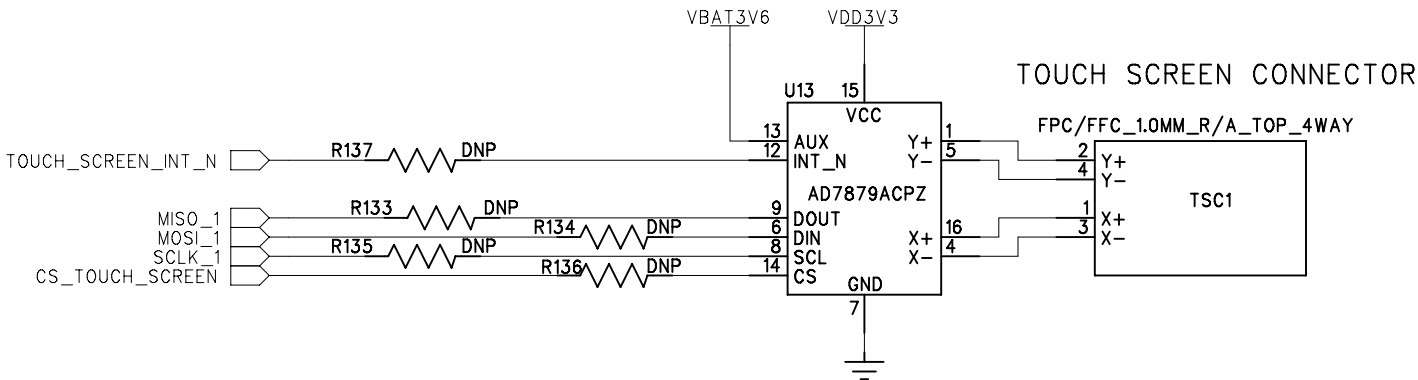 VBAT3V6
VDD3V3
TOUCH SCREEN CONNECTOR
U13
15
VCC
FPC/FFC_1.0MM_R/A_TOP_4WAY
TOUCH_SCREEN_INT_N
R137
DNP
13
12
AUX
INT_N
Y+
Y-
1
5
2
4
Y+
Y-
AD7879ACPZ
TSC1
MISO_1
MOSI_1
SCLK_1
CS_TOUCH_SCREEN
R133
DNP
R134
DNP
R135
DNP
R136
DNP
9
6
8
14
DOUT
DIN
SCL
CS
X+
X-
16
4
1
3
X+
X-
GND
7